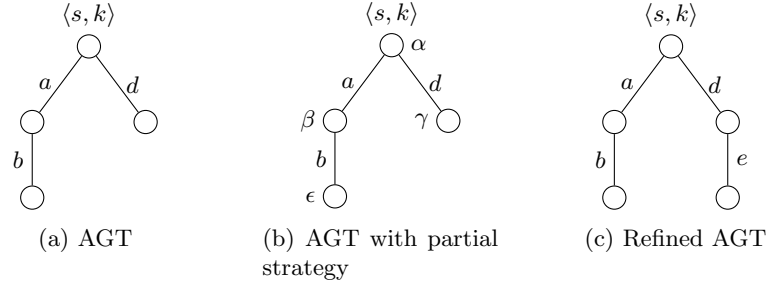 ⟨s, k⟩ ⟨s, k⟩ ⟨s, k⟩
α
a d a d a d
β γ
b b e
b
ϵ
(a) AGT (b) AGT with partial strategy (c) Refined AGT